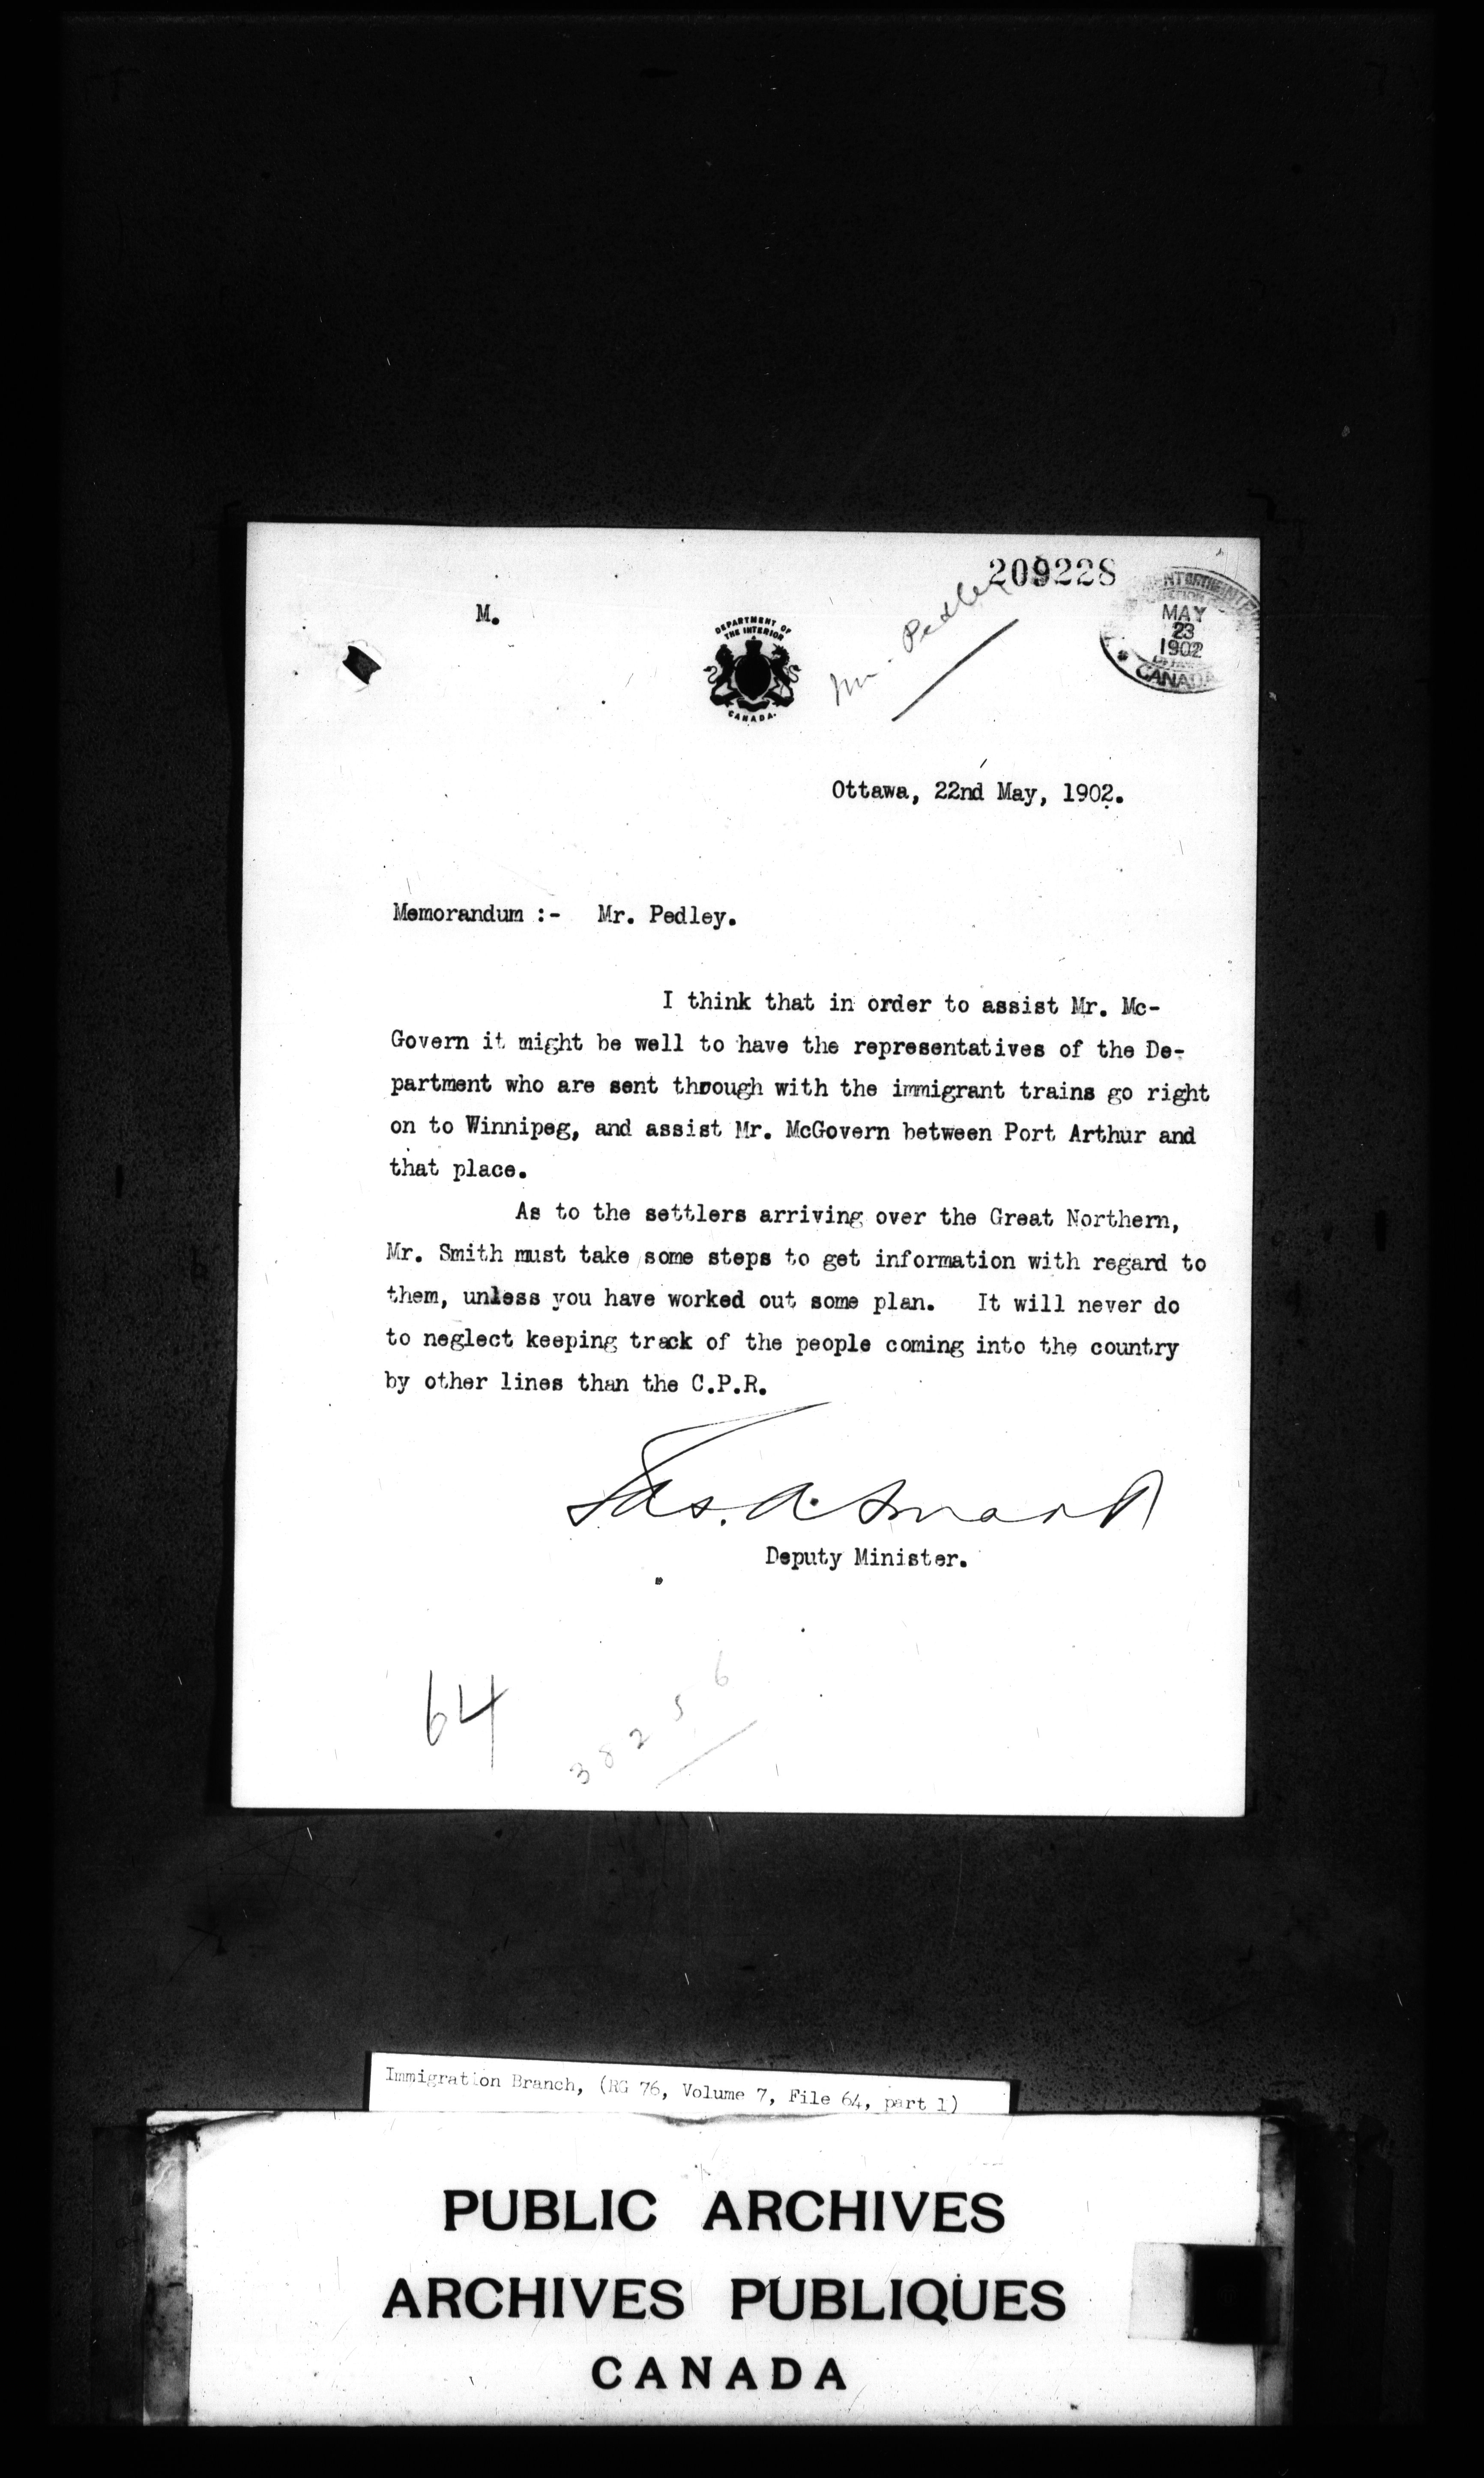 209228
M.
DEPARTMENT OF
THE INTERIOR
CANADA.
Mr. Pedley
MAY
23
1902
CANADA
Ottawa, 22nd May, 1902.
Memorandum :- Mr. Pedley.
I think that in order to assist Mr. Mc-
Govern it might be well to have the representatives of the De-
partment who are sent through with the immigrant trains go right
on to Winnipeg, and assist Mr. McGovern between Port Arthur and
that place.
As to the settlers arriving over the Great Northern,
Mr. Smith must take some steps to get information with regard to
them, unless you have worked out some plan. It will never do
to neglect keeping track of the people coming into the country
by other lines than the C.P.R.
Jas. A. Smart
Deputy Minister.
64
38256
Immigration Branch, (RG 76, Volume 7, File 64, part 1)
PUBLIC ARCHIVES
ARCHIVES PUBLIQUES
CANADA